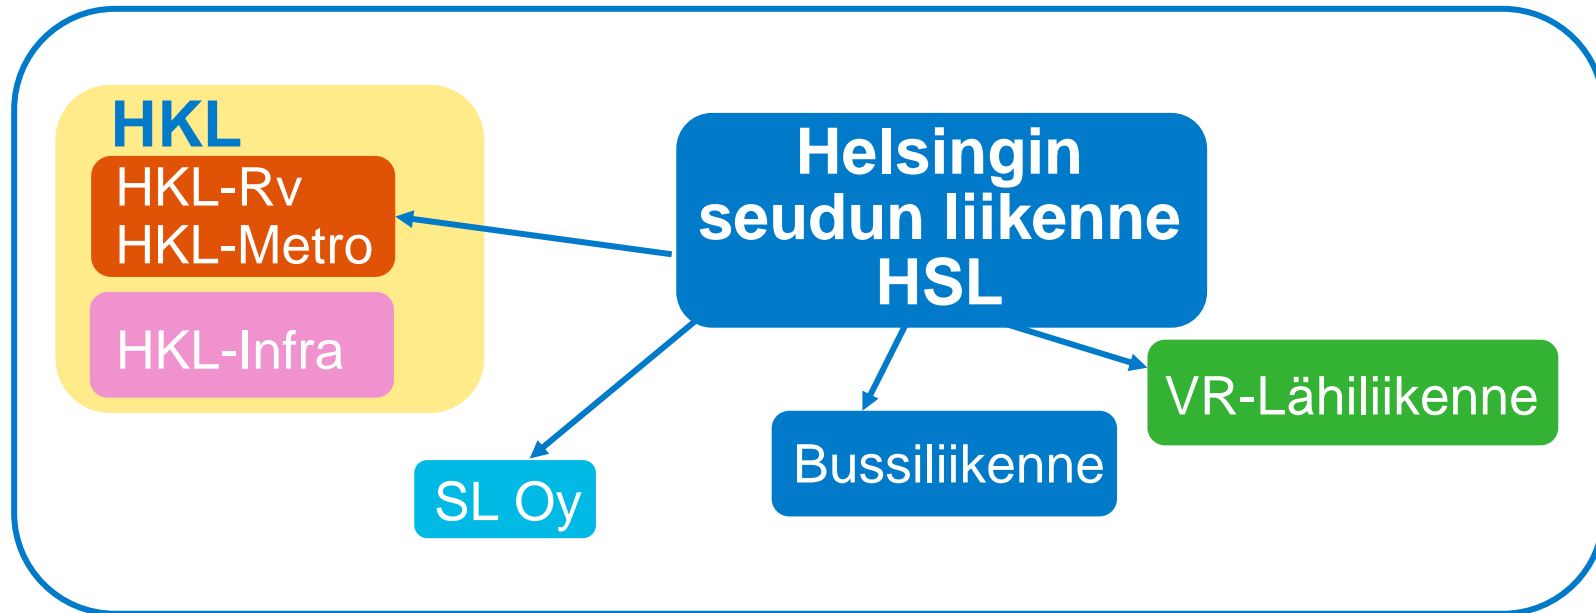 HKL
HKL-Rv
HKL-Metro
HKL-Infra
Helsingin
seudun liikenne
HSL
SL Oy
Bussiliikenne
VR-Lähiliikenne